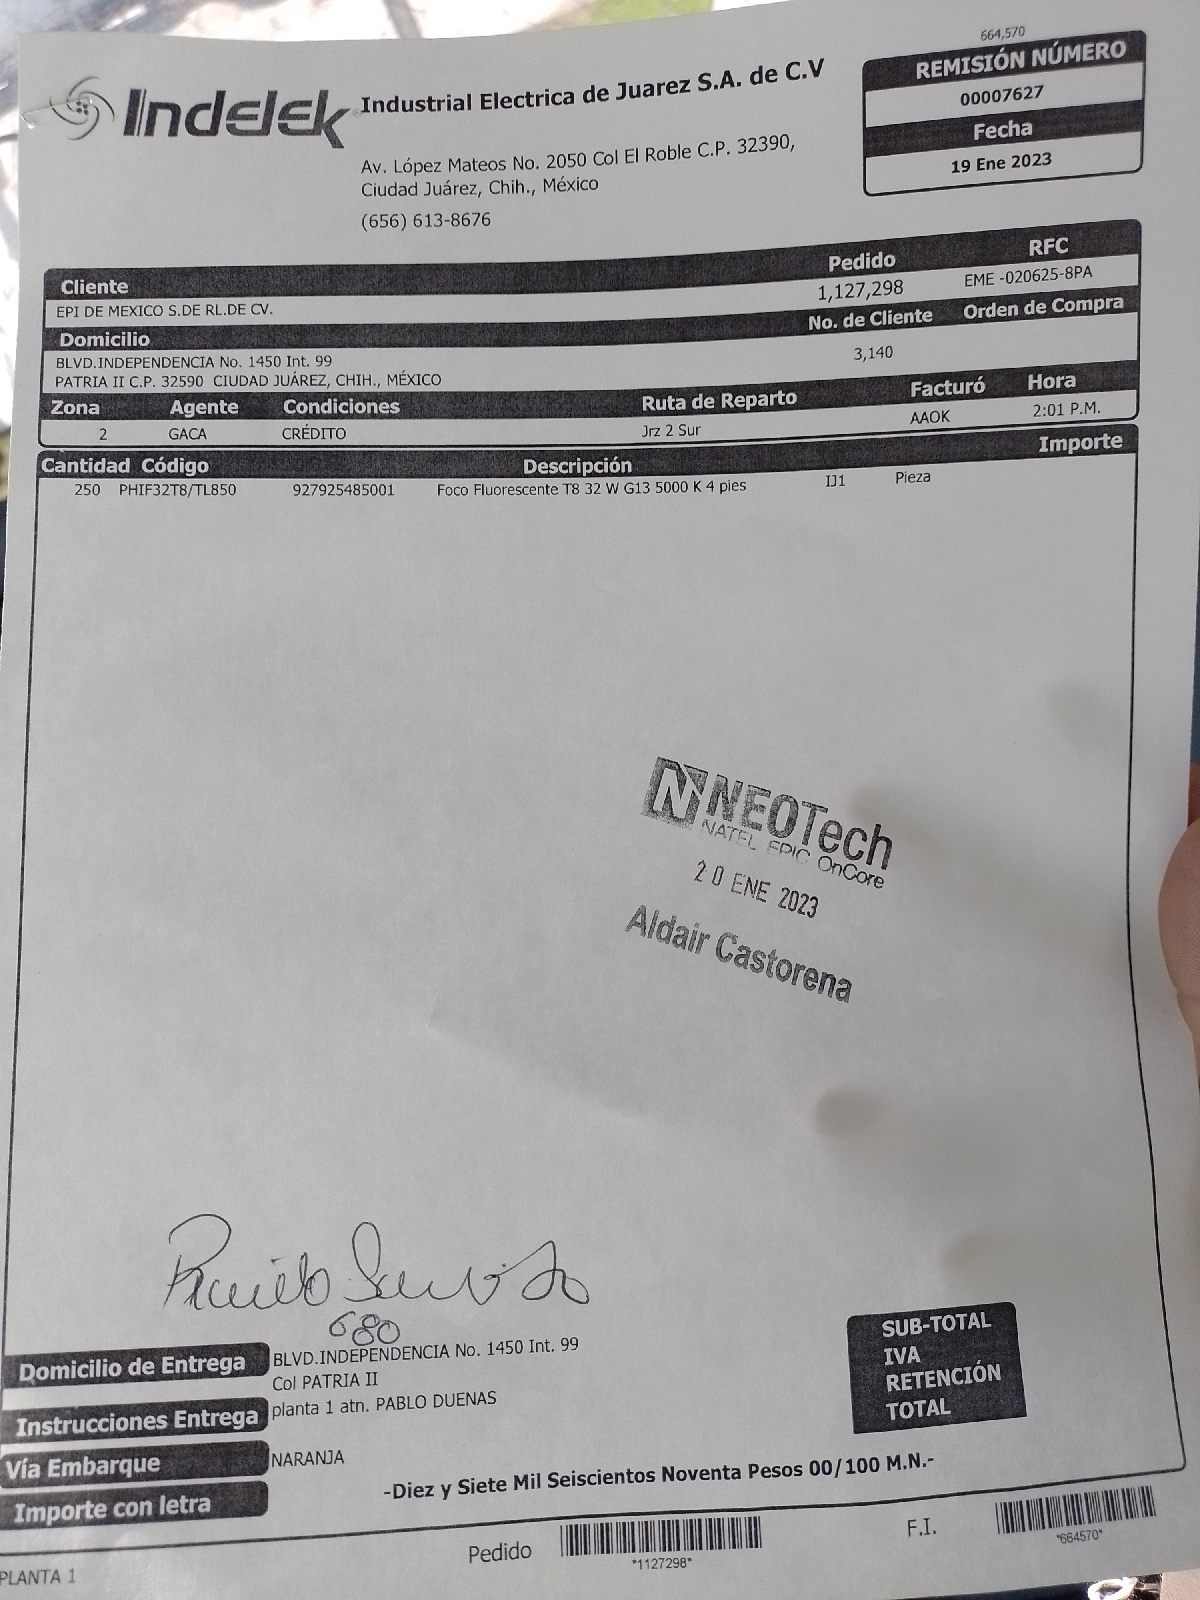 664,570
Indelek
Industrial Electrica de Juarez S.A. de C.V
REMISIÓN NÚMERO
00007627
Fecha
19 Ene 2023
Av. López Mateos No. 2050 Col El Roble C.P. 32390,
Ciudad Juárez, Chih., México
(656) 613-8676
Cliente Pedido RFC
EPI DE MEXICO S.DE RL.DE CV. 1,127,298 EME -020625-8PA
Domicilio No. de Cliente Orden de Compra
BLVD.INDEPENDENCIA No. 1450 Int. 99 3,140
PATRIA II C.P. 32590 CIUDAD JUÁREZ, CHIH., MÉXICO
Zona Agente Condiciones Ruta de Reparto Facturó Hora
2 GACA CRÉDITO Jrz 2 Sur AAOK 2:01 P.M.
Cantidad Código Descripción Importe
250 PHIF32T8/TL850 927925485001 Foco Fluorescente T8 32 W G13 5000 K 4 pies IJ1 Pieza
N NEOTech
NATEL EPIC OnCore
20 ENE 2023
Aldair Castorena
680
Domicilio de Entrega BLVD.INDEPENDENCIA No. 1450 Int. 99
Col PATRIA II
Instrucciones Entrega planta 1 atn. PABLO DUENAS
Vía Embarque NARANJA
Importe con letra -Diez y Siete Mil Seiscientos Noventa Pesos 00/100 M.N.-
SUB-TOTAL
IVA
RETENCIÓN
TOTAL
Pedido *1127298* F.I. *664570*
PLANTA 1